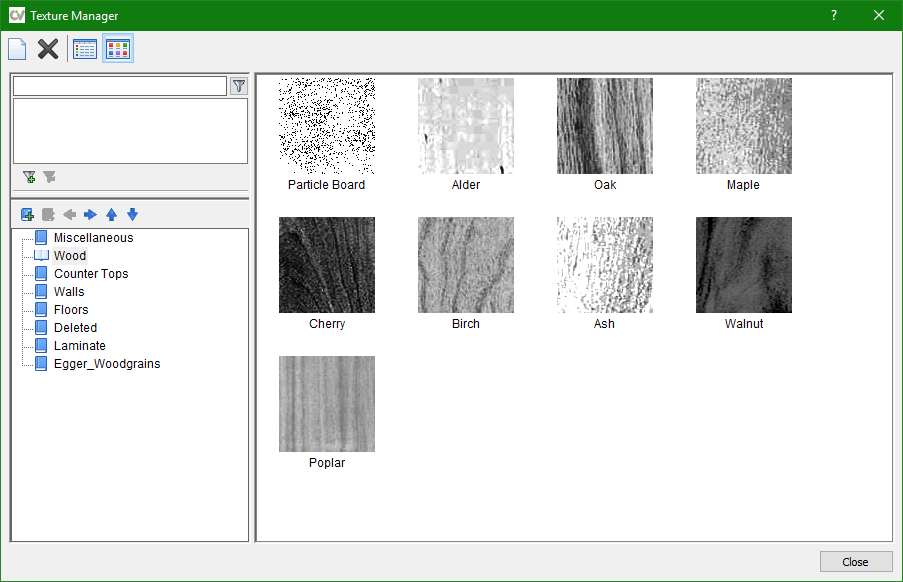 CV Texture Manager ?
Particle Board
Alder
Oak
Maple
Miscellaneous
Wood
Counter Tops
Walls
Floors
Deleted
Laminate
Egger_Woodgrains
Cherry
Birch
Ash
Walnut
Poplar
Close